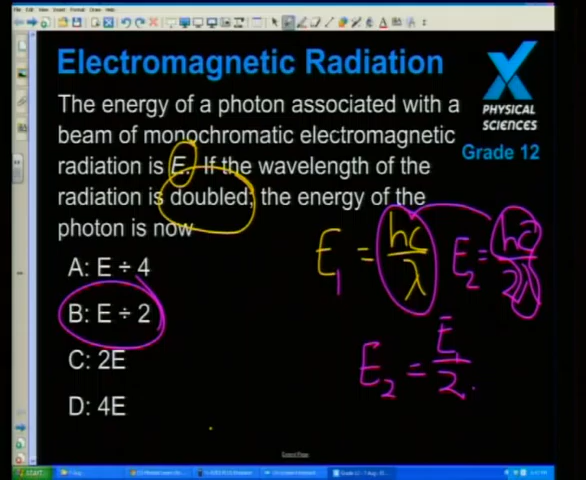 Electromagnetic Radiation
The energy of a photon associated with a
beam of monochromatic electromagnetic
radiation is E. If the wavelength of the
radiation is doubled, the energy of the
photon is now
A: E ÷ 4
B: E ÷ 2
C: 2E
D: 4E
X
PHYSICAL
SCIENCES
Grade 12
E₁ = hc/λ E₂ = hc/2λ
E₂ = E₁/2
start